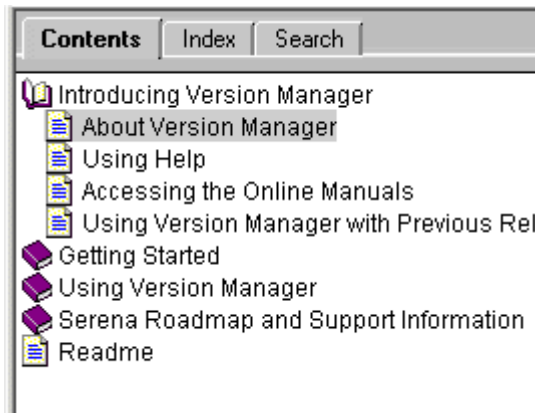 Contents Index Search
Introducing Version Manager
About Version Manager
Using Help
Accessing the Online Manuals
Using Version Manager with Previous Rel
Getting Started
Using Version Manager
Serena Roadmap and Support Information
Readme